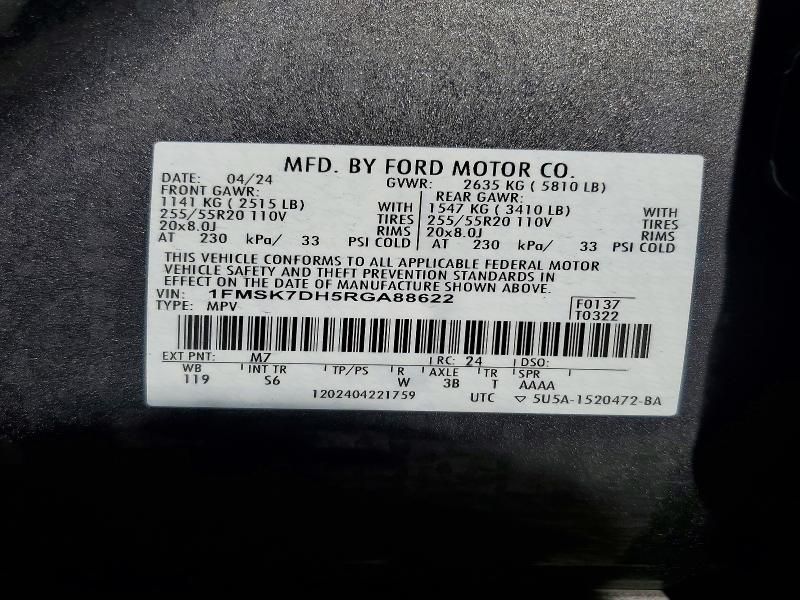 MFD. BY FORD MOTOR CO.
DATE: 04/24 GVWR: 2635 KG ( 5810 LB)
FRONT GAWR: REAR GAWR:
1141 KG ( 2515 LB) WITH 1547 KG ( 3410 LB) WITH
255/55R20 110V TIRES 255/55R20 110V TIRES
20x8.0J RIMS 20x8.0J RIMS
AT 230 kPa/ 33 PSI COLD AT 230 kPa/ 33 PSI COLD
THIS VEHICLE CONFORMS TO ALL APPLICABLE FEDERAL MOTOR
VEHICLE SAFETY AND THEFT PREVENTION STANDARDS IN
EFFECT ON THE DATE OF MANUFACTURE SHOWN ABOVE.
VIN: 1FMSK7DH5RGA88622 F0137
TYPE: MPV T0322
EXT PNT: M7 RC: 24 DSO:
WB INT TR TP/PS R AXLE TR SPR
119 S6 W 3B T AAAA
1202404221759 UTC ▽ 5U5A-1520472-BA